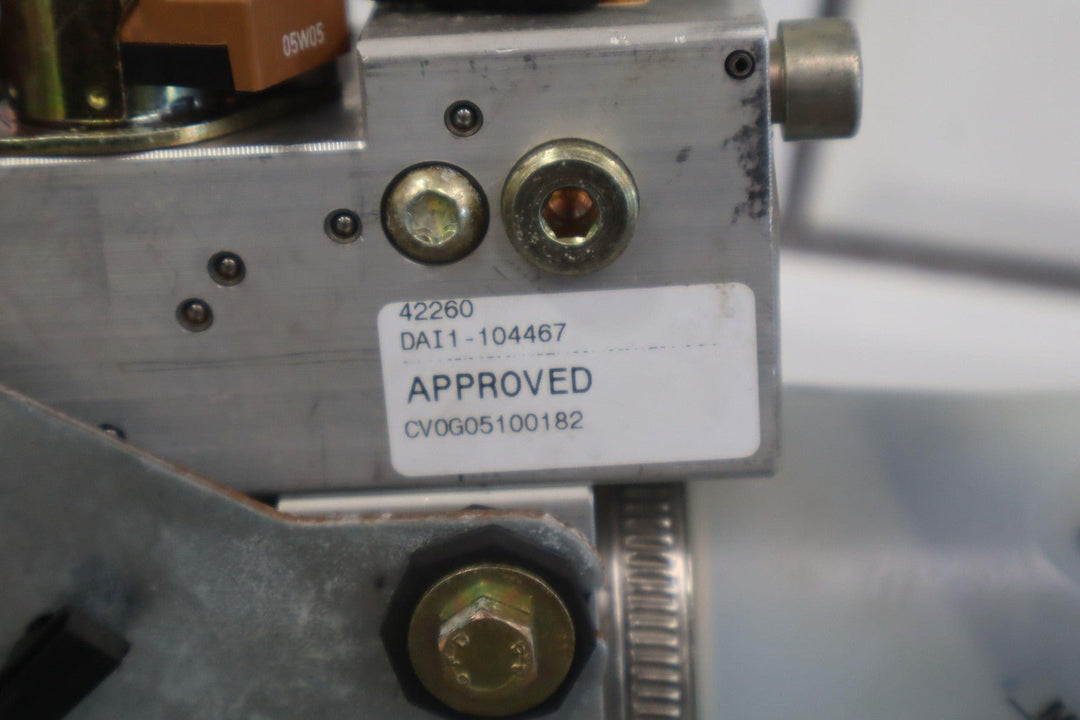 05W05
42260
DAI1-104467
APPROVED
CV0G05100182